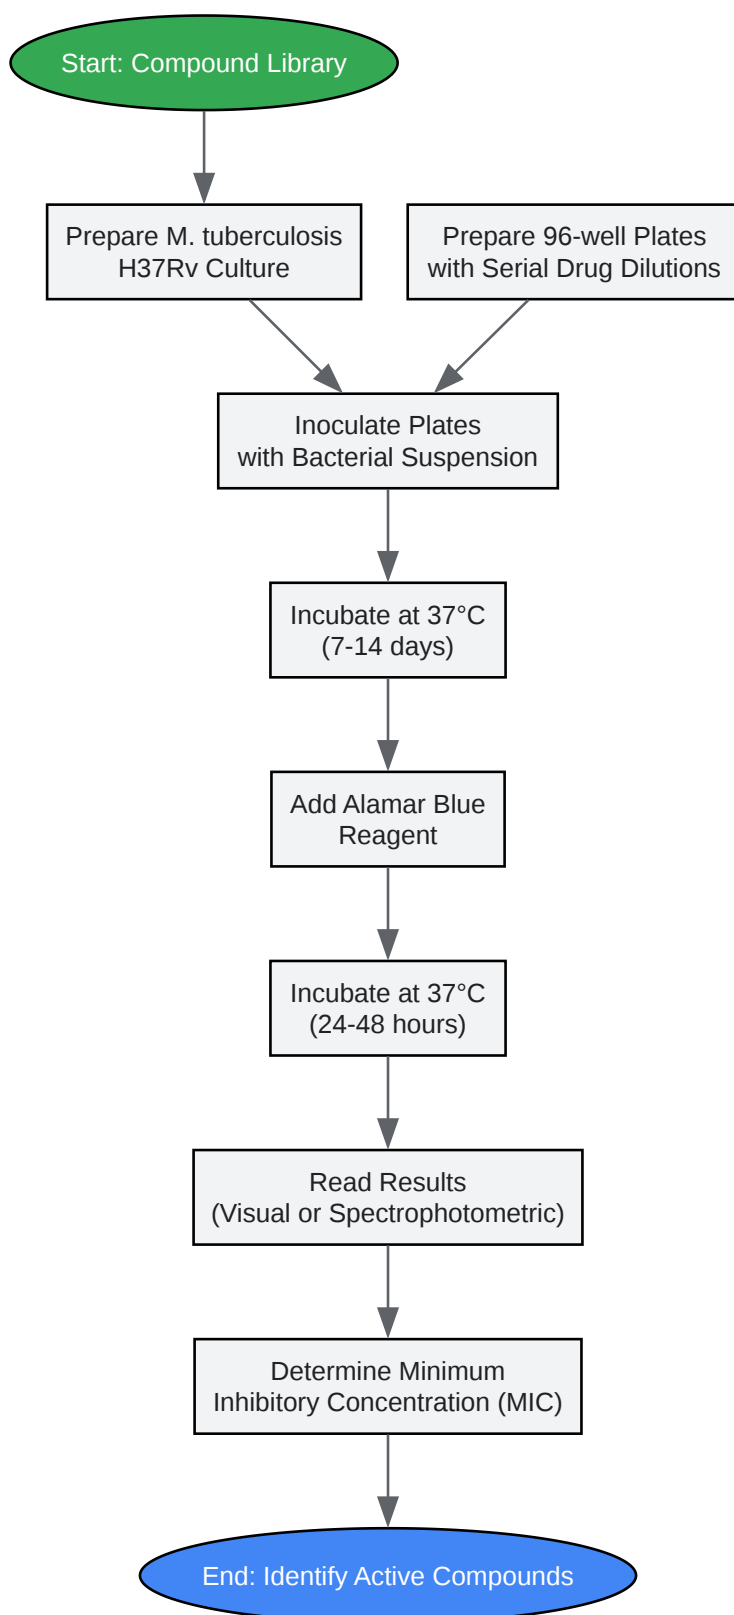 Start: Compound Library
Prepare M. tuberculosis
H37Rv Culture
Prepare 96-well Plates
with Serial Drug Dilutions
Inoculate Plates
with Bacterial Suspension
Incubate at 37°C
(7-14 days)
Add Alamar Blue
Reagent
Incubate at 37°C
(24-48 hours)
Read Results
(Visual or Spectrophotometric)
Determine Minimum
Inhibitory Concentration (MIC)
End: Identify Active Compounds